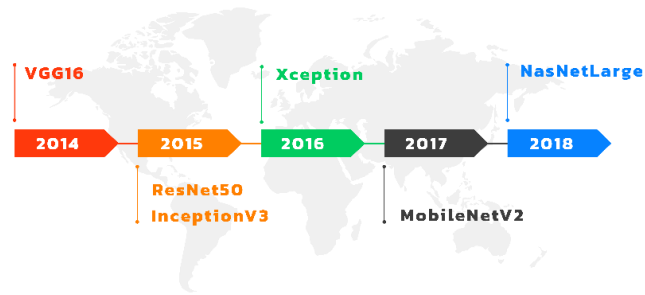 VGG16
Xception
NasNetLarge
2014
2015
2016
2017
2018
ResNet50
InceptionV3
MobileNetV2